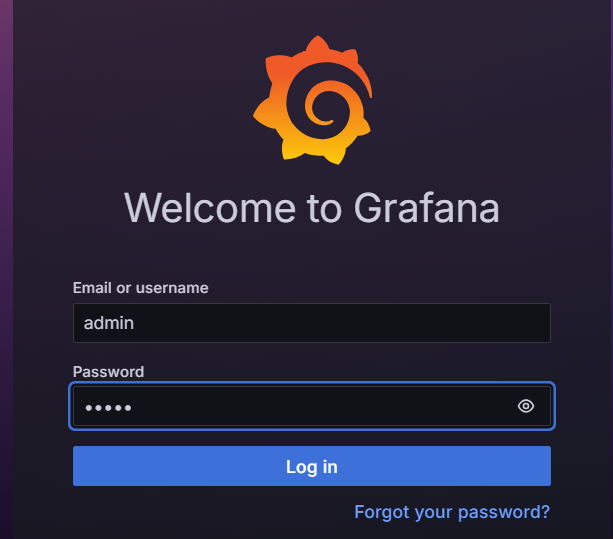 Welcome to Grafana
Email or username
admin
Password
•••••
Log in
Forgot your password?